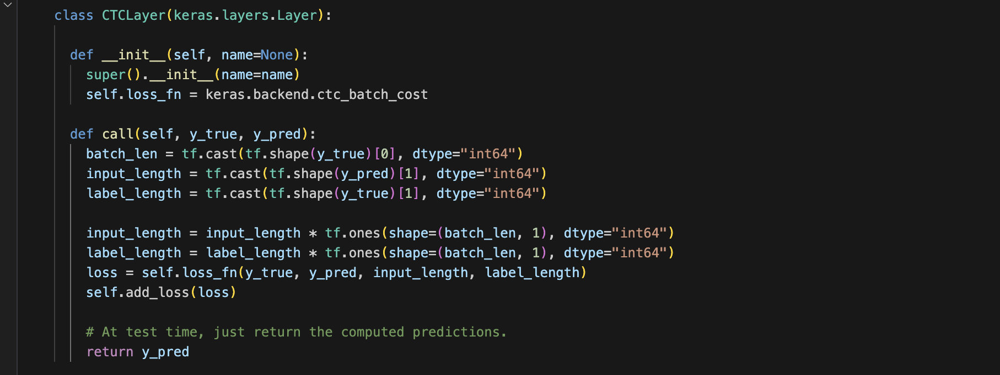 class CTCLayer(keras.layers.Layer):
def __init__(self, name=None):
super().__init__(name=name)
self.loss_fn = keras.backend.ctc_batch_cost
def call(self, y_true, y_pred):
batch_len = tf.cast(tf.shape(y_true)[0], dtype="int64")
input_length = tf.cast(tf.shape(y_pred)[1], dtype="int64")
label_length = tf.cast(tf.shape(y_true)[1], dtype="int64")
input_length = input_length * tf.ones(shape=(batch_len, 1), dtype="int64")
label_length = label_length * tf.ones(shape=(batch_len, 1), dtype="int64")
loss = self.loss_fn(y_true, y_pred, input_length, label_length)
self.add_loss(loss)
# At test time, just return the computed predictions.
return y_pred